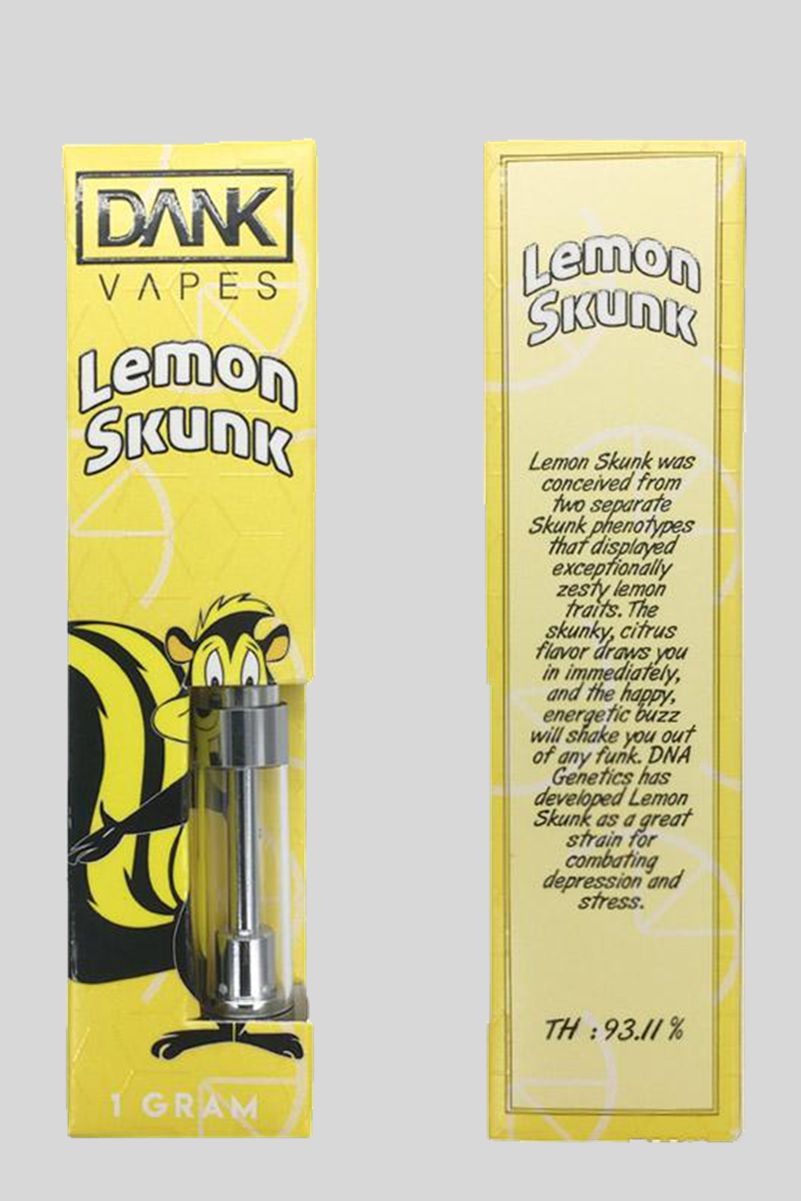 DANK
VAPES
Lemon
Skunk
1 GRAM
Lemon
Skunk
Lemon Skunk was
conceived from
two separate
Skunk phenotypes
that displayed
exceptionally
zesty lemon
traits. The
skunky, citrus
flavor draws you
in immediately,
and the happy,
energetic buzz
will shake you out
of any funk. DNA
Genetics has
developed Lemon
Skunk as a great
strain for
combating
depression and
stress.
TH : 93.11 %